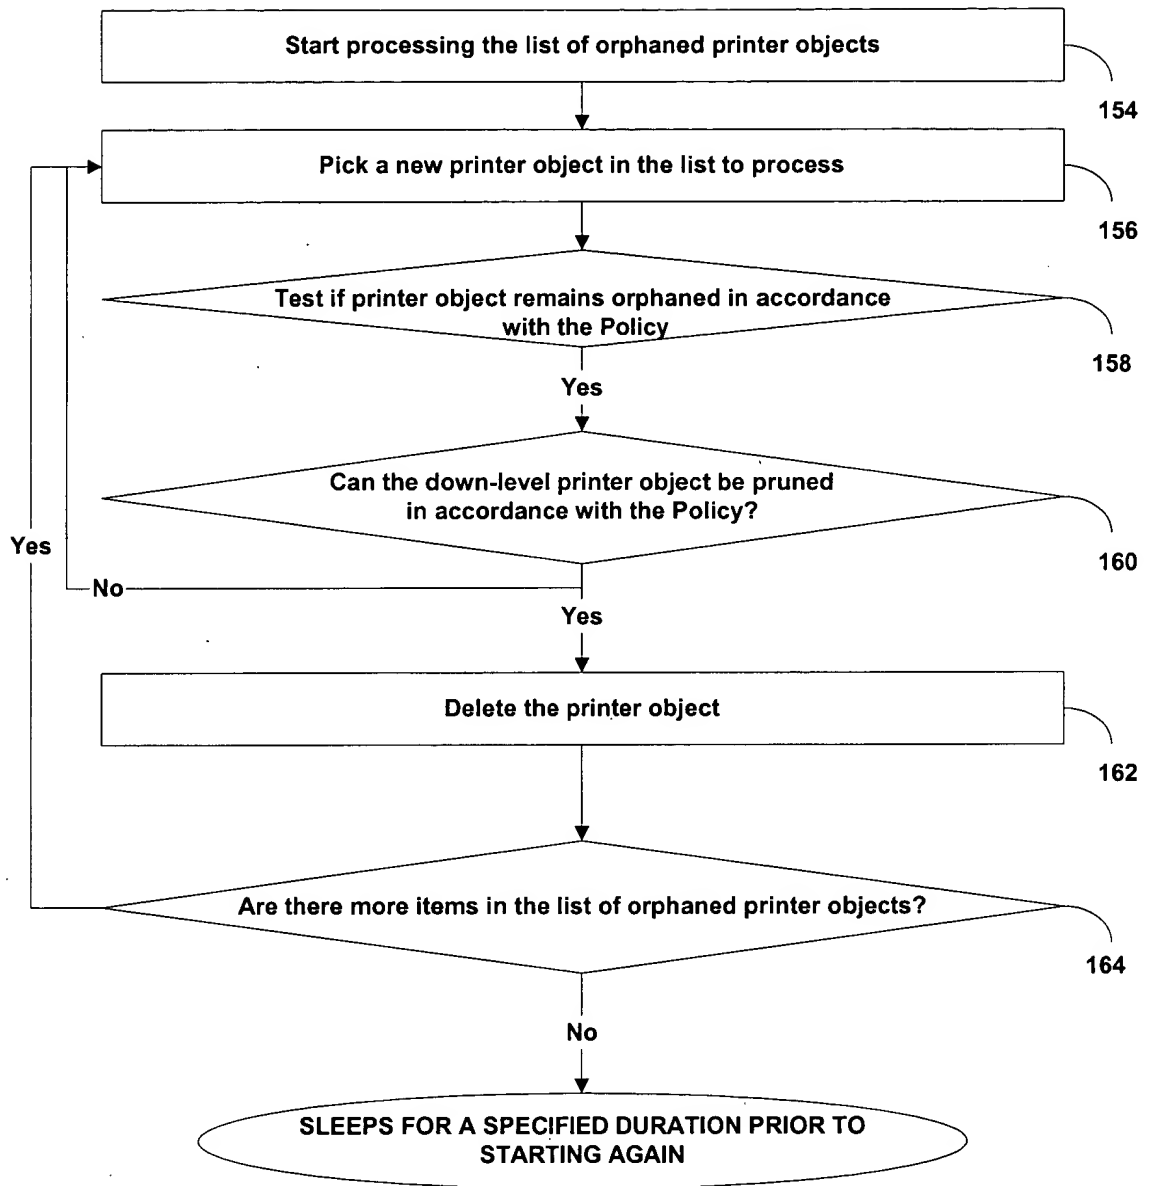 Start processing the list of orphaned printer objects
154
Pick a new printer object in the list to process
156
Test if printer object remains orphaned in accordance
with the Policy
158
Yes
Can the down-level printer object be pruned
in accordance with the Policy?
160
Yes
No
Yes
Delete the printer object
162
Are there more items in the list of orphaned printer objects?
164
No
SLEEPS FOR A SPECIFIED DURATION PRIOR TO
STARTING AGAIN